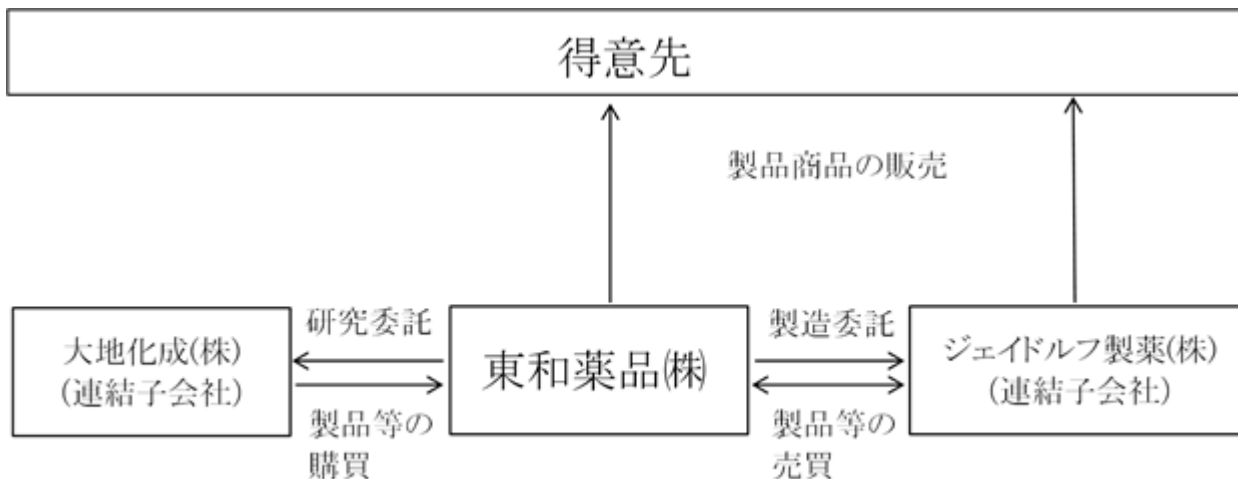 得意先
製品商品の販売
研究委託
製造委託
大地化成(株)
(連結子会社)
東和薬品㈱
ジェイドルフ製薬(株)
(連結子会社)
製品等の
購買
製品等の
売買